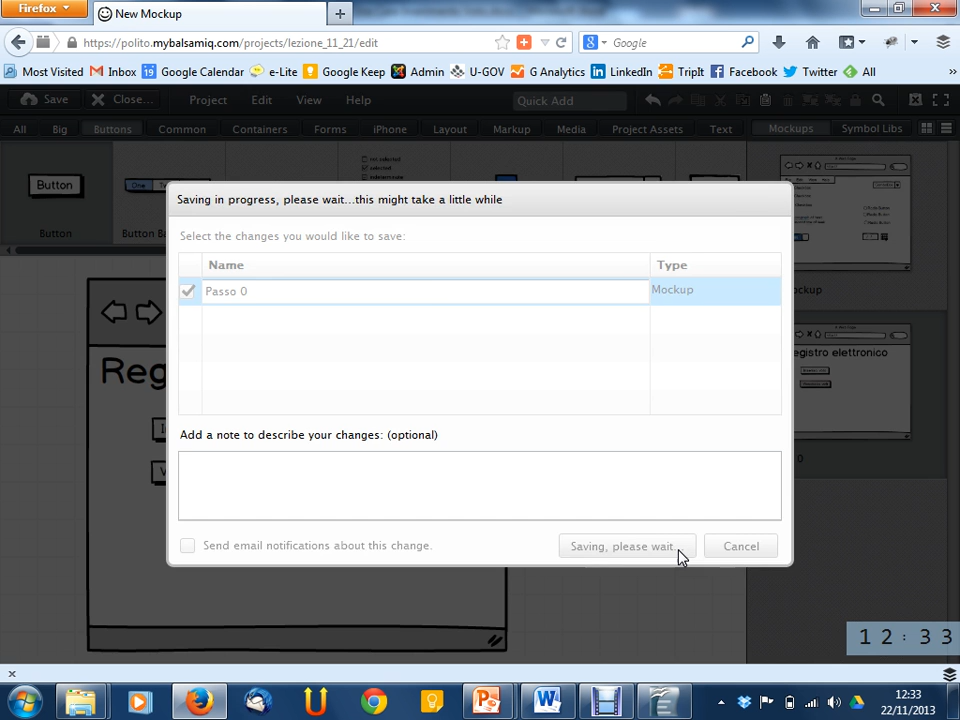 Firefox
New Mockup
https://polito.mybalsamiq.com/projects/lezione_11_21/edit
Google
Most Visited Inbox Google Calendar e-Lite Google Keep Admin U-GOV G Analytics LinkedIn TripIt Facebook Twitter All
Save Close... Project Edit View Help Quick Add
All Big Buttons Common Containers Forms iPhone Layout Markup Media Project Assets Text Mockups Symbol Libs
Button One
Button
Saving in progress, please wait...this might take a little while
Select the changes you would like to save:
Name Type
Passo 0 Mockup
Reg
egistro elettronico
Add a note to describe your changes: (optional)
Send email notifications about this change.
Saving, please wait... Cancel
12:33
12:33
22/11/2013